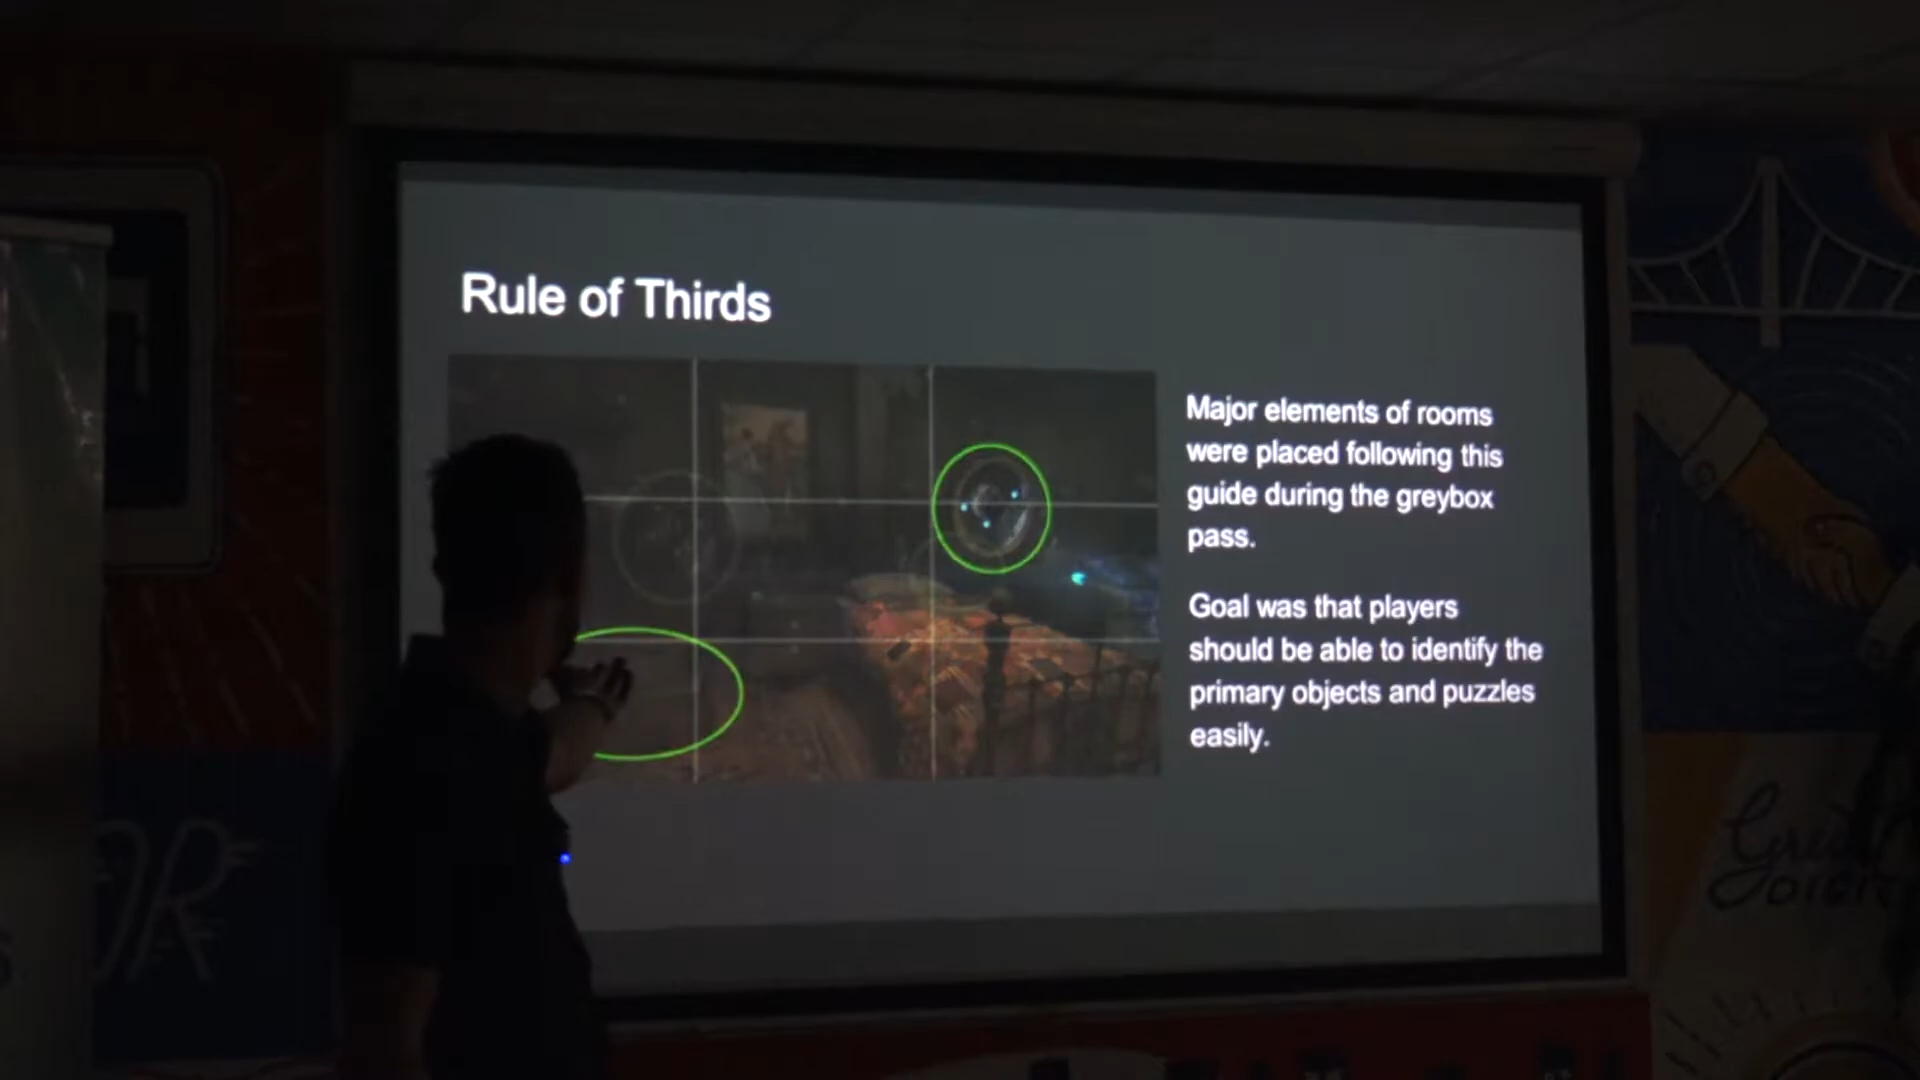 Rule of Thirds
Major elements of rooms
were placed following this
guide during the greybox
pass.
Goal was that players
should be able to identify the
primary objects and puzzles
easily.